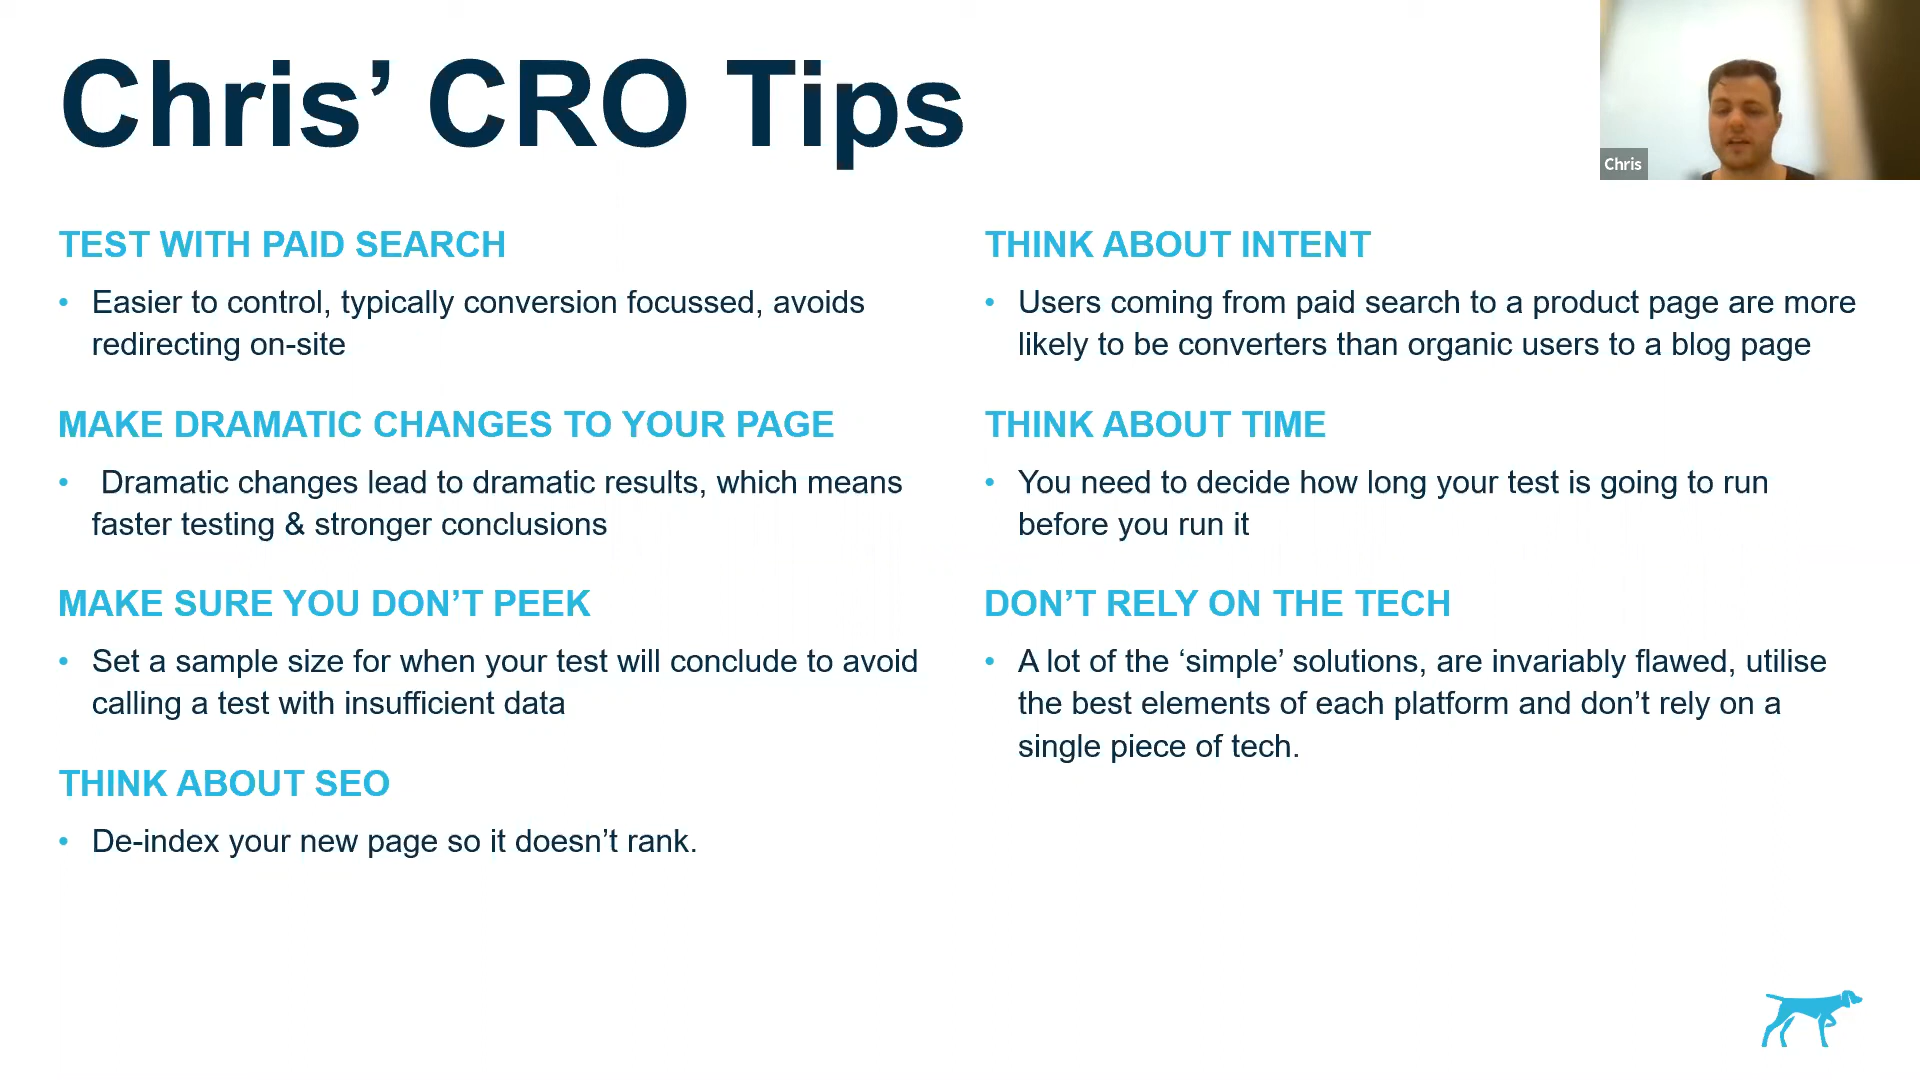 Chris’ CRO Tips
Chris
TEST WITH PAID SEARCH
• Easier to control, typically conversion focussed, avoids
redirecting on-site
MAKE DRAMATIC CHANGES TO YOUR PAGE
• Dramatic changes lead to dramatic results, which means
faster testing & stronger conclusions
MAKE SURE YOU DON’T PEEK
• Set a sample size for when your test will conclude to avoid
calling a test with insufficient data
THINK ABOUT SEO
• De-index your new page so it doesn’t rank.
THINK ABOUT INTENT
• Users coming from paid search to a product page are more
likely to be converters than organic users to a blog page
THINK ABOUT TIME
• You need to decide how long your test is going to run
before you run it
DON’T RELY ON THE TECH
• A lot of the ‘simple’ solutions, are invariably flawed, utilise
the best elements of each platform and don’t rely on a
single piece of tech.